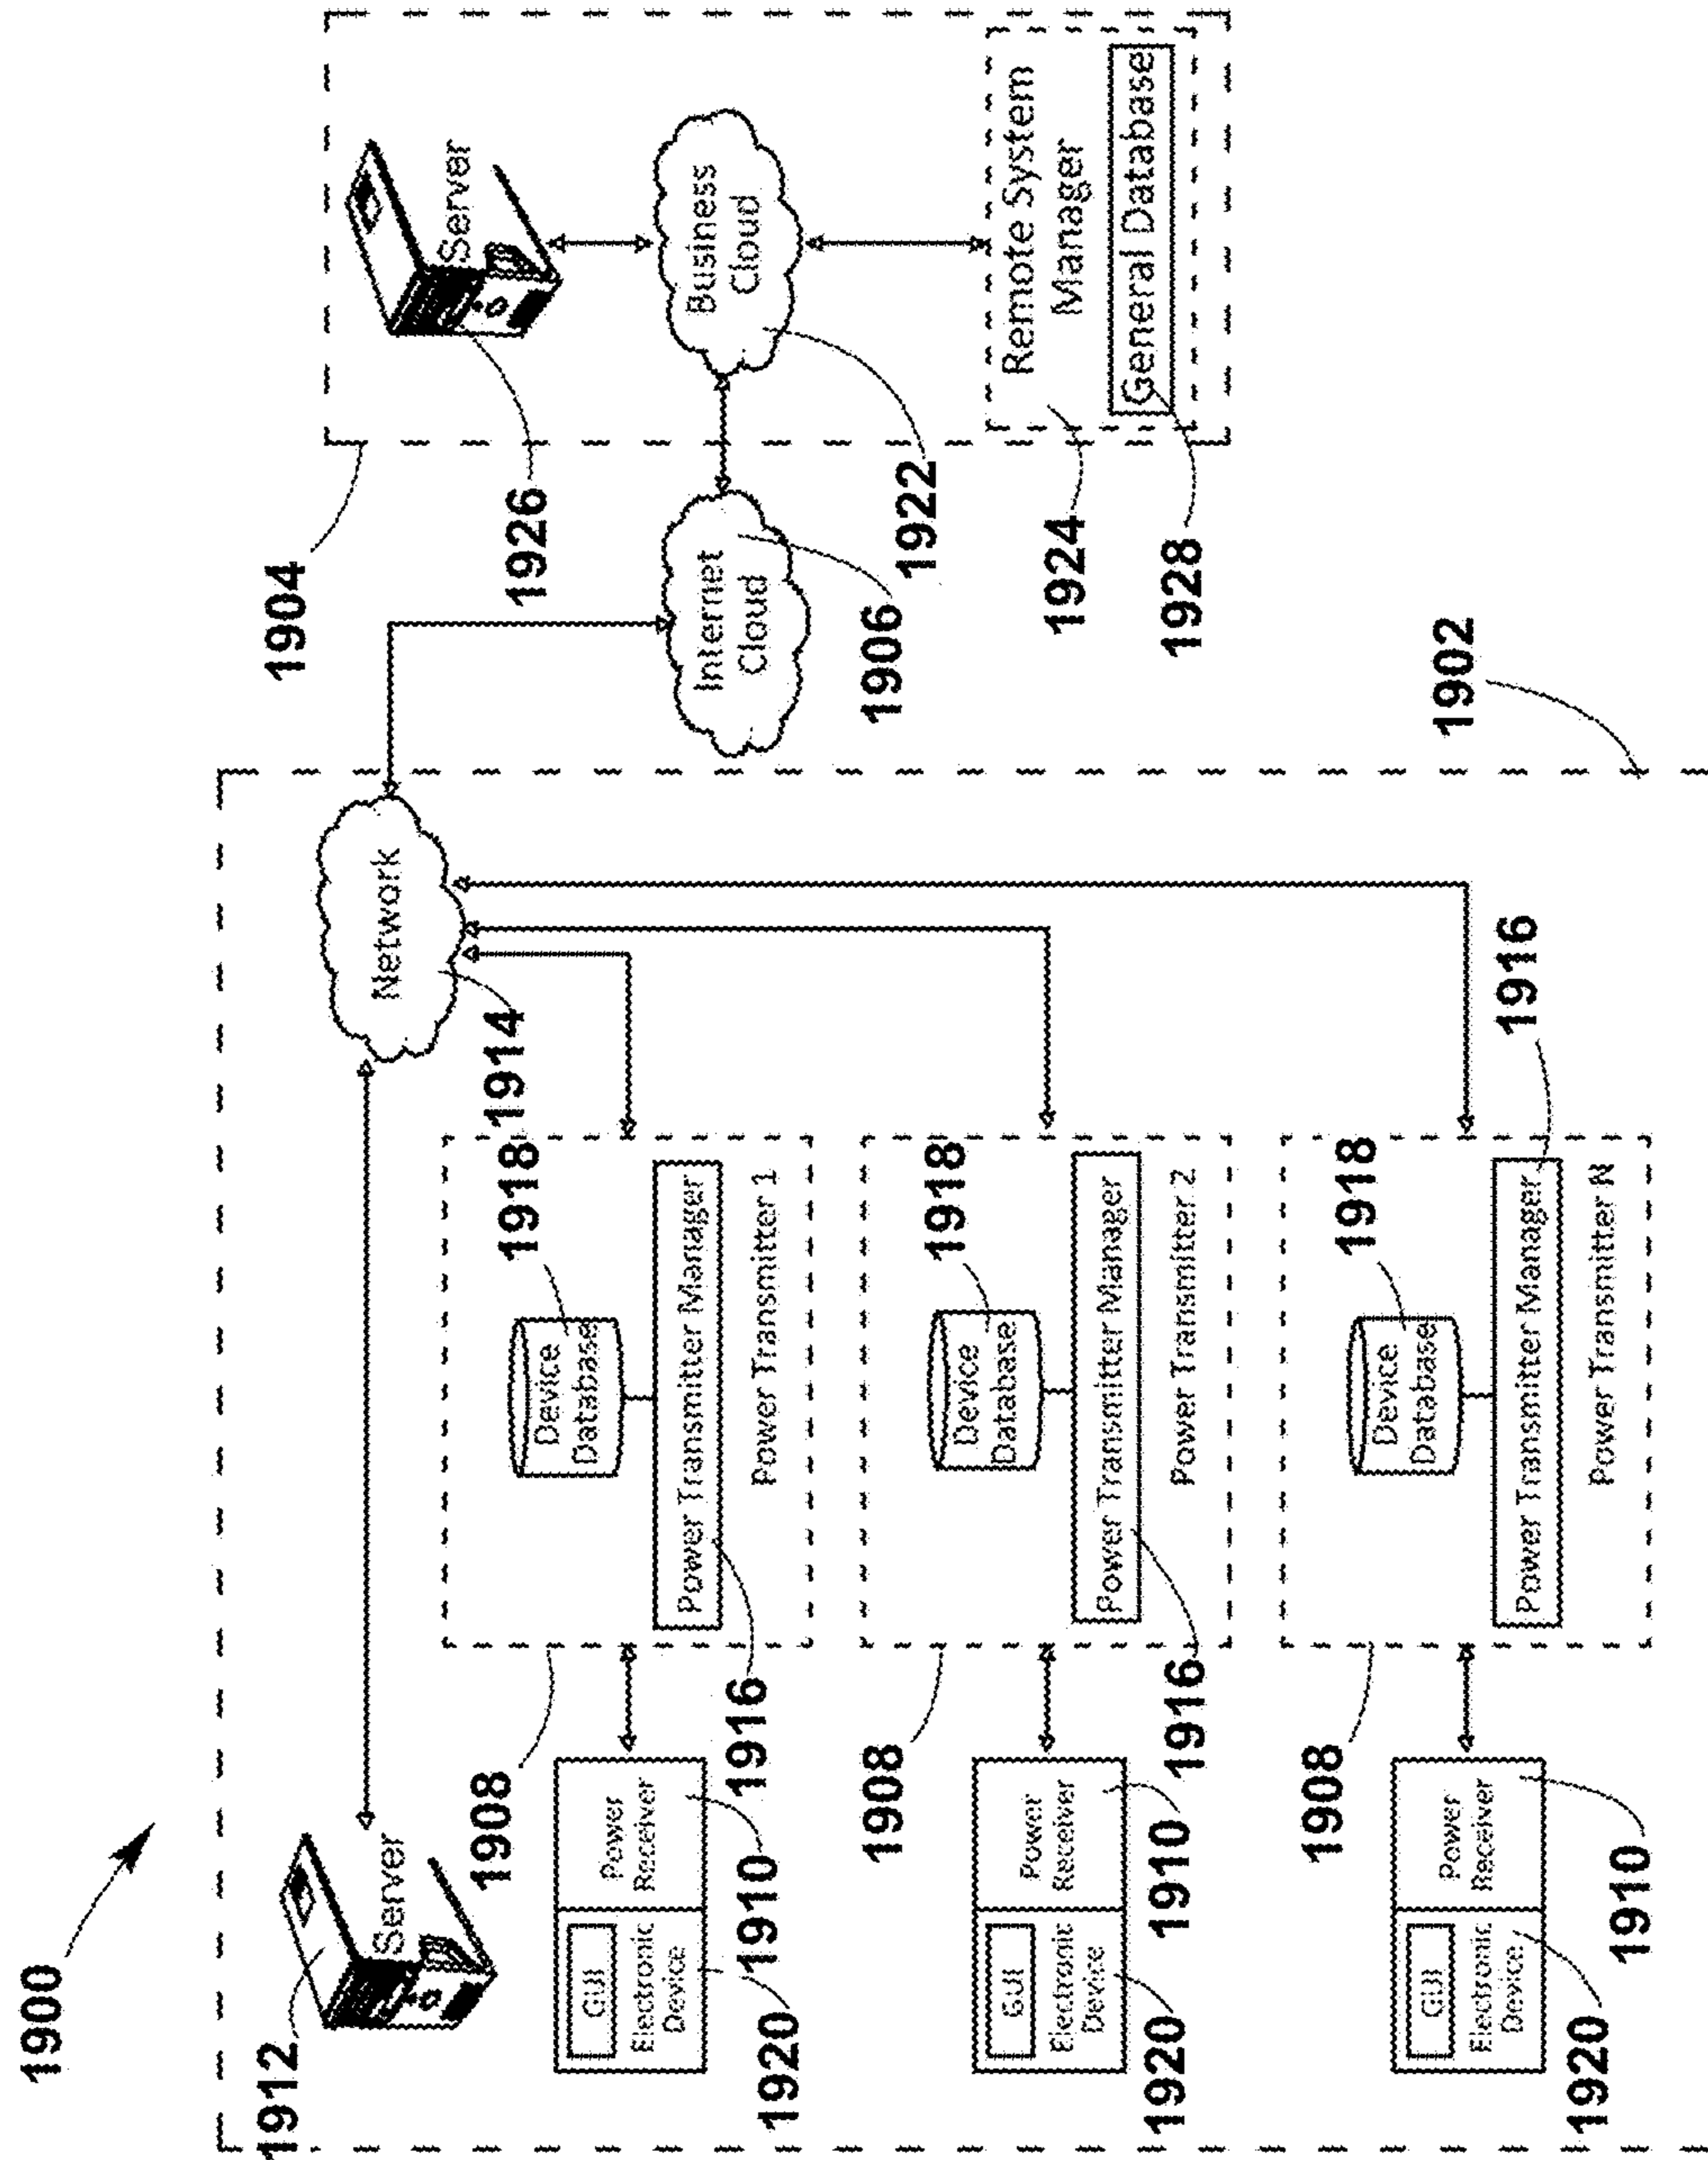 1900
1912
Server
Network
1914
1904
Server
1926
Internet
Cloud
1906
Business
Cloud
1922
Remote System
Manager
1924
General Database
1928
1902
GUI
Electronic
Device
1920
Power
Receiver
1910
1908
Device
Database
1918
Power Transmitter Manager
1916
Power Transmitter 1
GUI
Electronic
Device
1920
Power
Receiver
1910
1908
Device
Database
1918
Power Transmitter Manager
1916
Power Transmitter 2
GUI
Electronic
Device
1920
Power
Receiver
1910
1908
Device
Database
1918
Power Transmitter Manager
1916
Power Transmitter N